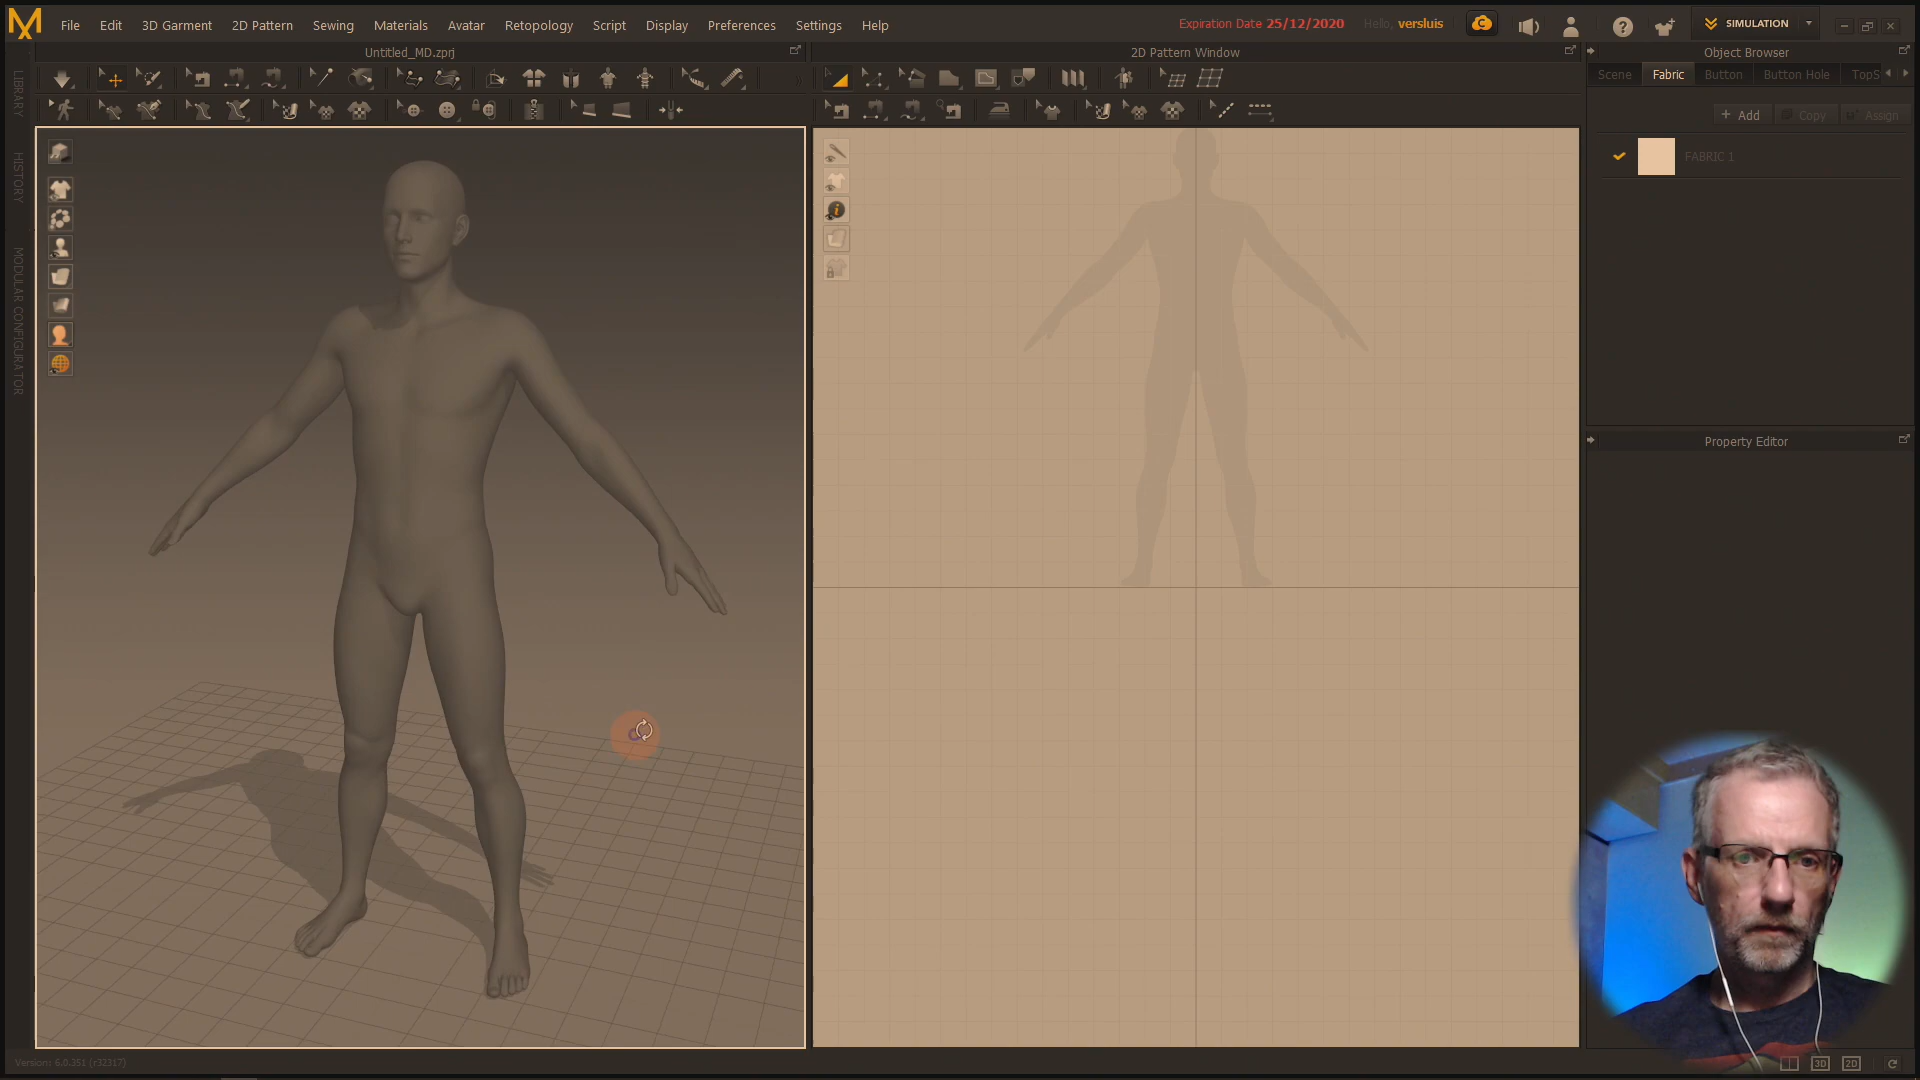 File Edit 3D Garment 2D Pattern Sewing Materials Avatar Retopology Script Display Preferences Settings Help
Expiration Date 25/12/2020 Hello, versluis
SIMULATION
Untitled_MD.zprj
2D Pattern Window
Object Browser
Scene Fabric Button Button Hole TopS
+ Add Copy Assign
FABRIC 1
LIBRARY
HISTORY
MODULAR CONFIGURATOR
Property Editor
Version: 6.0.351 (r32317)
3D 2D